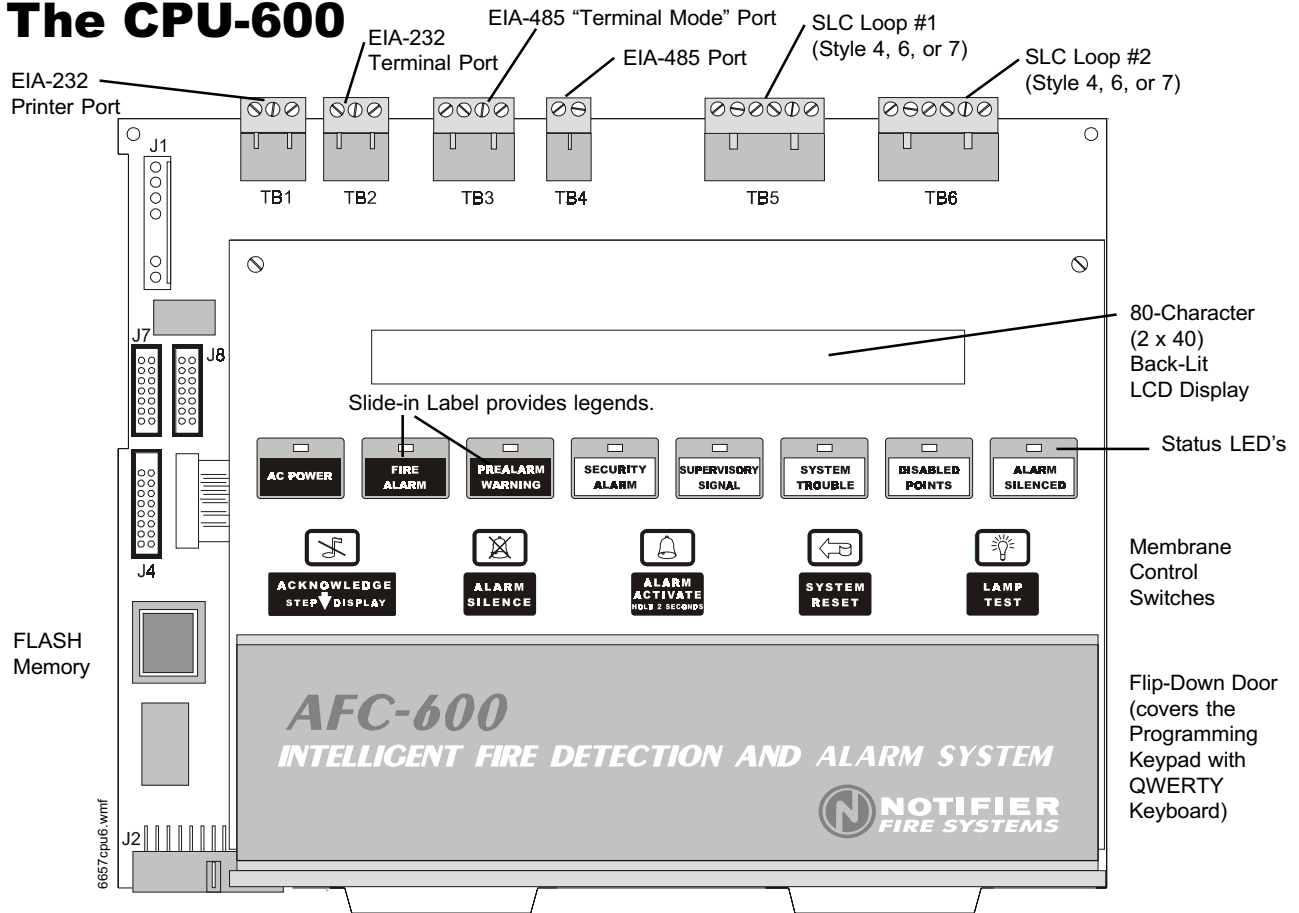 The CPU-600
EIA-232
Printer Port
EIA-232
Terminal Port
EIA-485 “Terminal Mode” Port
EIA-485 Port
SLC Loop #1
(Style 4, 6, or 7)
SLC Loop #2
(Style 4, 6, or 7)
J1
TB1
TB2
TB3
TB4
TB5
TB6
80-Character
(2 x 40)
Back-Lit
LCD Display
J7
J8
Slide-in Label provides legends.
Status LED's
AC POWER
FIRE
ALARM
PREALARM
WARNING
SECURITY
ALARM
SUPERVISORY
SIGNAL
SYSTEM
TROUBLE
DISABLED
POINTS
ALARM
SILENCED
J4
ACKNOWLEDGE
STEP DISPLAY
ALARM
SILENCE
ALARM
ACTIVATE
HOLD 2 SECONDS
SYSTEM
RESET
LAMP
TEST
Membrane
Control
Switches
FLASH
Memory
AFC-600
INTELLIGENT FIRE DETECTION AND ALARM SYSTEM
NOTIFIER
FIRE SYSTEMS
Flip-Down Door
(covers the
Programming
Keypad with
QWERTY
Keyboard)
J2
6657cpu6.wmf